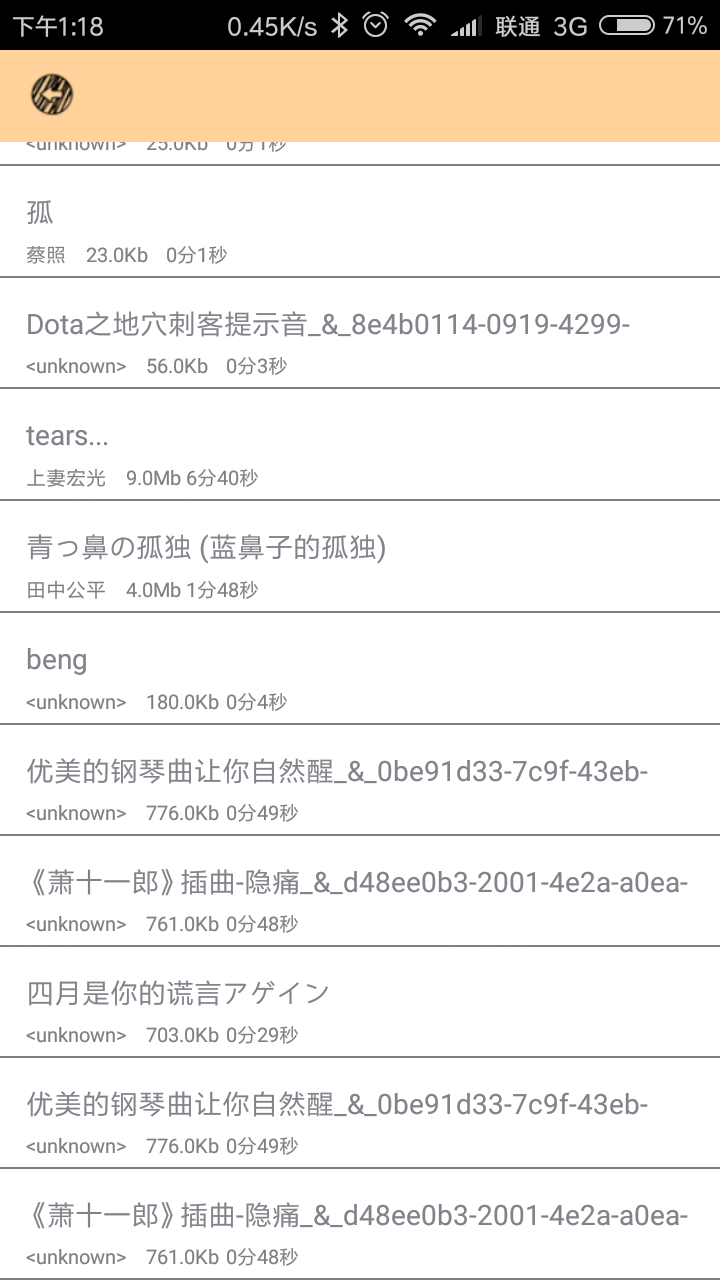 下午1:18 0.45K/s 联通 3G 71%
<unknown> 25.0Kb 0分1秒
孤
蔡照 23.0Kb 0分1秒
Dota之地穴刺客提示音_&_8e4b0114-0919-4299-
<unknown> 56.0Kb 0分3秒
tears...
上妻宏光 9.0Mb 6分40秒
青っ鼻の孤独 (蓝鼻子的孤独)
田中公平 4.0Mb 1分48秒
beng
<unknown> 180.0Kb 0分4秒
优美的钢琴曲让你自然醒_&_0be91d33-7c9f-43eb-
<unknown> 776.0Kb 0分49秒
《萧十一郎》插曲-隐痛_&_d48ee0b3-2001-4e2a-a0ea-
<unknown> 761.0Kb 0分48秒
四月是你的谎言アゲイン
<unknown> 703.0Kb 0分29秒
优美的钢琴曲让你自然醒_&_0be91d33-7c9f-43eb-
<unknown> 776.0Kb 0分49秒
《萧十一郎》插曲-隐痛_&_d48ee0b3-2001-4e2a-a0ea-
<unknown> 761.0Kb 0分48秒